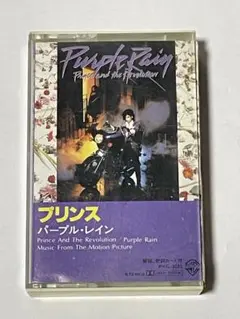 Purple Rain
Prince and the Revolution
プリンス
パープル・レイン
Prince And The Revolution / Purple Rain
Music From The Motion Picture